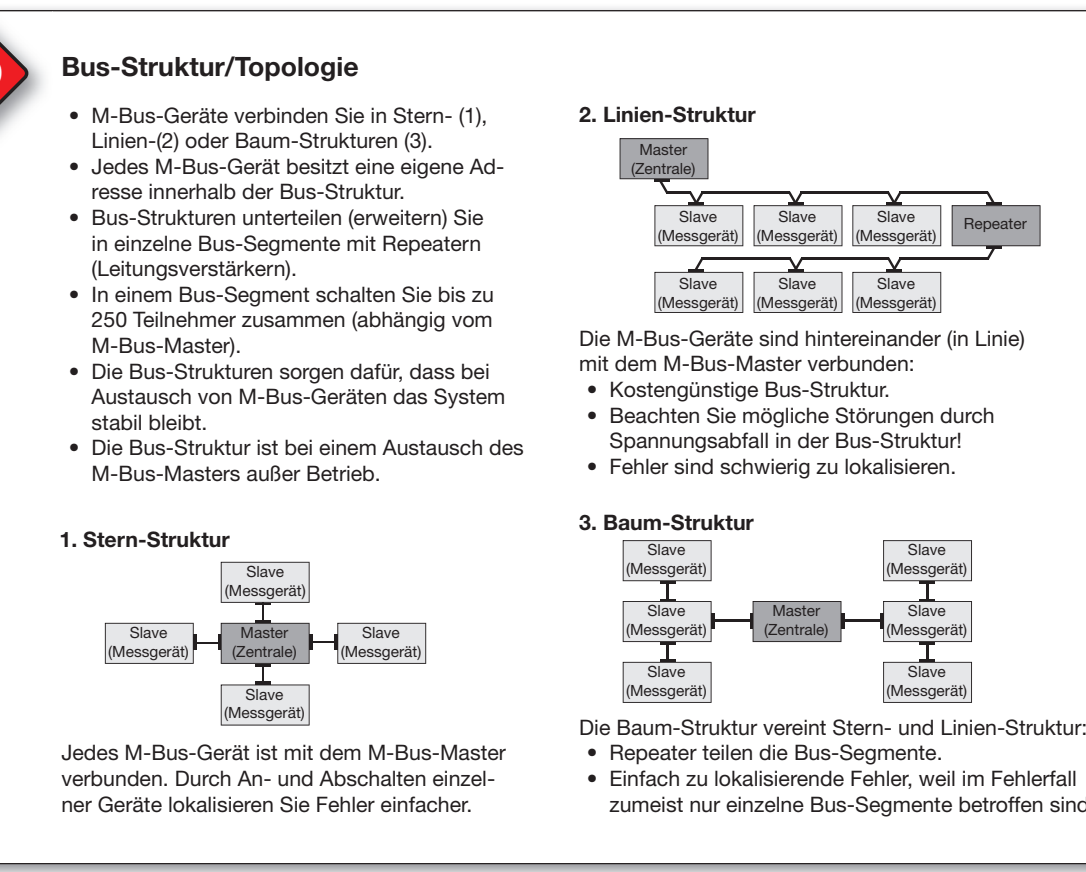 Bus-Struktur/Topologie
• M-Bus-Geräte verbinden Sie in Stern- (1),
Linien-(2) oder Baum-Strukturen (3).
• Jedes M-Bus-Gerät besitzt eine eigene Ad-
resse innerhalb der Bus-Struktur.
• Bus-Strukturen unterteilen (erweitern) Sie
in einzelne Bus-Segmente mit Repeatern
(Leitungsverstärkern).
• In einem Bus-Segment schalten Sie bis zu
250 Teilnehmer zusammen (abhängig vom
M-Bus-Master).
• Die Bus-Strukturen sorgen dafür, dass bei
Austausch von M-Bus-Geräten das System
stabil bleibt.
• Die Bus-Struktur ist bei einem Austausch des
M-Bus-Masters außer Betrieb.
1. Stern-Struktur
Slave
(Messgerät)
Slave
(Messgerät)
Master
(Zentrale)
Slave
(Messgerät)
Slave
(Messgerät)
Jedes M-Bus-Gerät ist mit dem M-Bus-Master
verbunden. Durch An- und Abschalten einzel-
ner Geräte lokalisieren Sie Fehler einfacher.
2. Linien-Struktur
Master
(Zentrale)
Slave
(Messgerät)
Slave
(Messgerät)
Slave
(Messgerät)
Repeater
Slave
(Messgerät)
Slave
(Messgerät)
Slave
(Messgerät)
Die M-Bus-Geräte sind hintereinander (in Linie)
mit dem M-Bus-Master verbunden:
• Kostengünstige Bus-Struktur.
• Beachten Sie mögliche Störungen durch
Spannungsabfall in der Bus-Struktur!
• Fehler sind schwierig zu lokalisieren.
3. Baum-Struktur
Slave
(Messgerät)
Slave
(Messgerät)
Slave
(Messgerät)
Master
(Zentrale)
Slave
(Messgerät)
Slave
(Messgerät)
Slave
(Messgerät)
Die Baum-Struktur vereint Stern- und Linien-Struktur:
• Repeater teilen die Bus-Segmente.
• Einfach zu lokalisierende Fehler, weil im Fehlerfall
zumeist nur einzelne Bus-Segmente betroffen sind